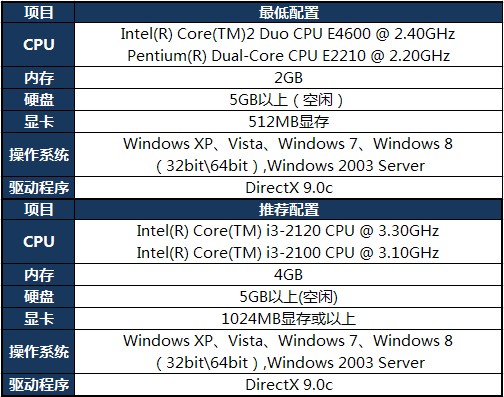 项目 最低配置
CPU Intel(R) Core(TM)2 Duo CPU E4600 @ 2.40GHz
Pentium(R) Dual-Core CPU E2210 @ 2.20GHz
内存 2GB
硬盘 5GB以上（空闲）
显卡 512MB显存
操作系统 Windows XP、Vista、Windows 7、Windows 8
（32bit\64bit）,Windows 2003 Server
驱动程序 DirectX 9.0c
项目 推荐配置
CPU Intel(R) Core(TM) i3-2120 CPU @ 3.30GHz
Intel(R) Core(TM) i3-2100 CPU @ 3.10GHz
内存 4GB
硬盘 5GB以上(空闲)
显卡 1024MB显存或以上
操作系统 Windows XP、Vista、Windows 7、Windows 8
（32bit\64bit）,Windows 2003 Server
驱动程序 DirectX 9.0c